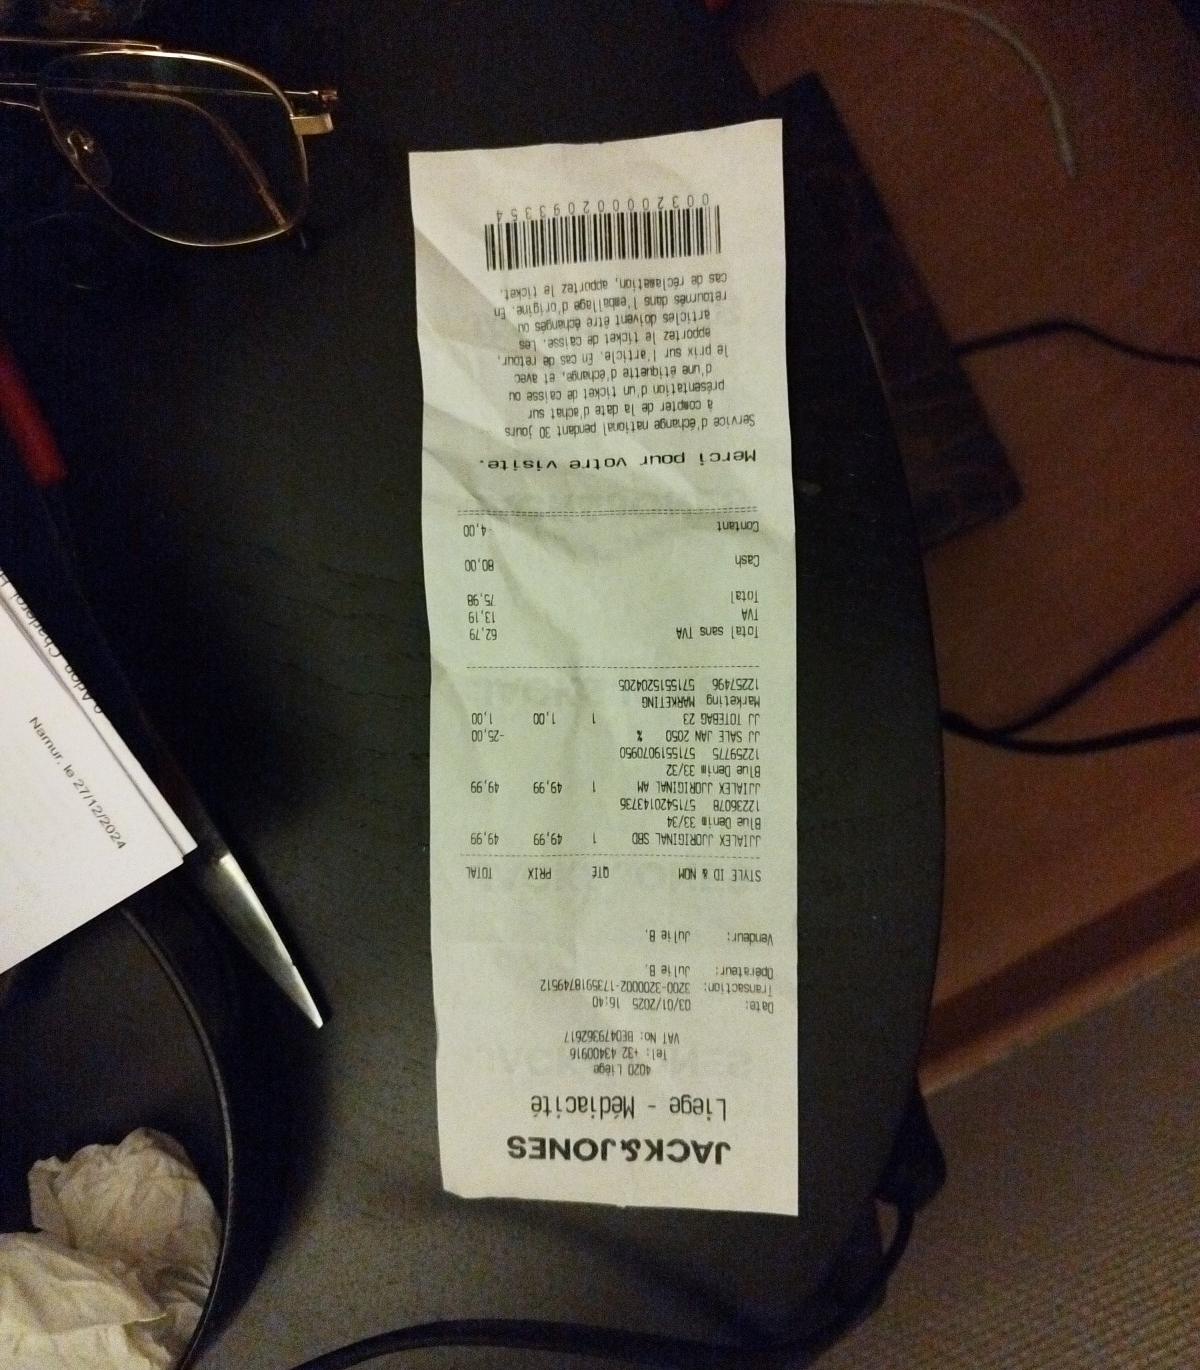 JACK&JONES
Liege - Médiacité
4020 Liège
Tel: +32 43400916
VAT No: BE0479362617
Date: 03/01/2025 16:40
Transaction: 3200-3200002-1735918749512
Opérateur: Julie B.
Vendeur: Julie B.
STYLE ID & NOM QTÉ PRIX TOTAL
JJIALEX JJORIGINAL SBD 1 49,99 49,99
Blue Denim 33/34
12236078 5715420143736
JJIALEX JJORIGINAL AM 1 49,99 49,99
Blue Denim 33/32
12259775 5715519070950
JJ SALE JAN 2050 % -25,00
JJ TOTEBAG 23 1 1,00 1,00
Marketing MARKETING
12257496 5715515204205
Total sans TVA 62,79
TVA 13,19
Total 75,98
Cash 80,00
Contant -4,00
Merci pour votre visite.
Service d'échange national pendant 30 jours
à compter de la date d'achat sur
présentation d'un ticket de caisse ou
d'une étiquette d'échange, et avec
le prix sur l'article. En cas de retour,
apportez le ticket de caisse. Les
articles doivent être échangés ou
retournés dans l'emballage d'origine. En
cas de réclamation, apportez le ticket.
003200002093354
Namur, le 27/12/2024